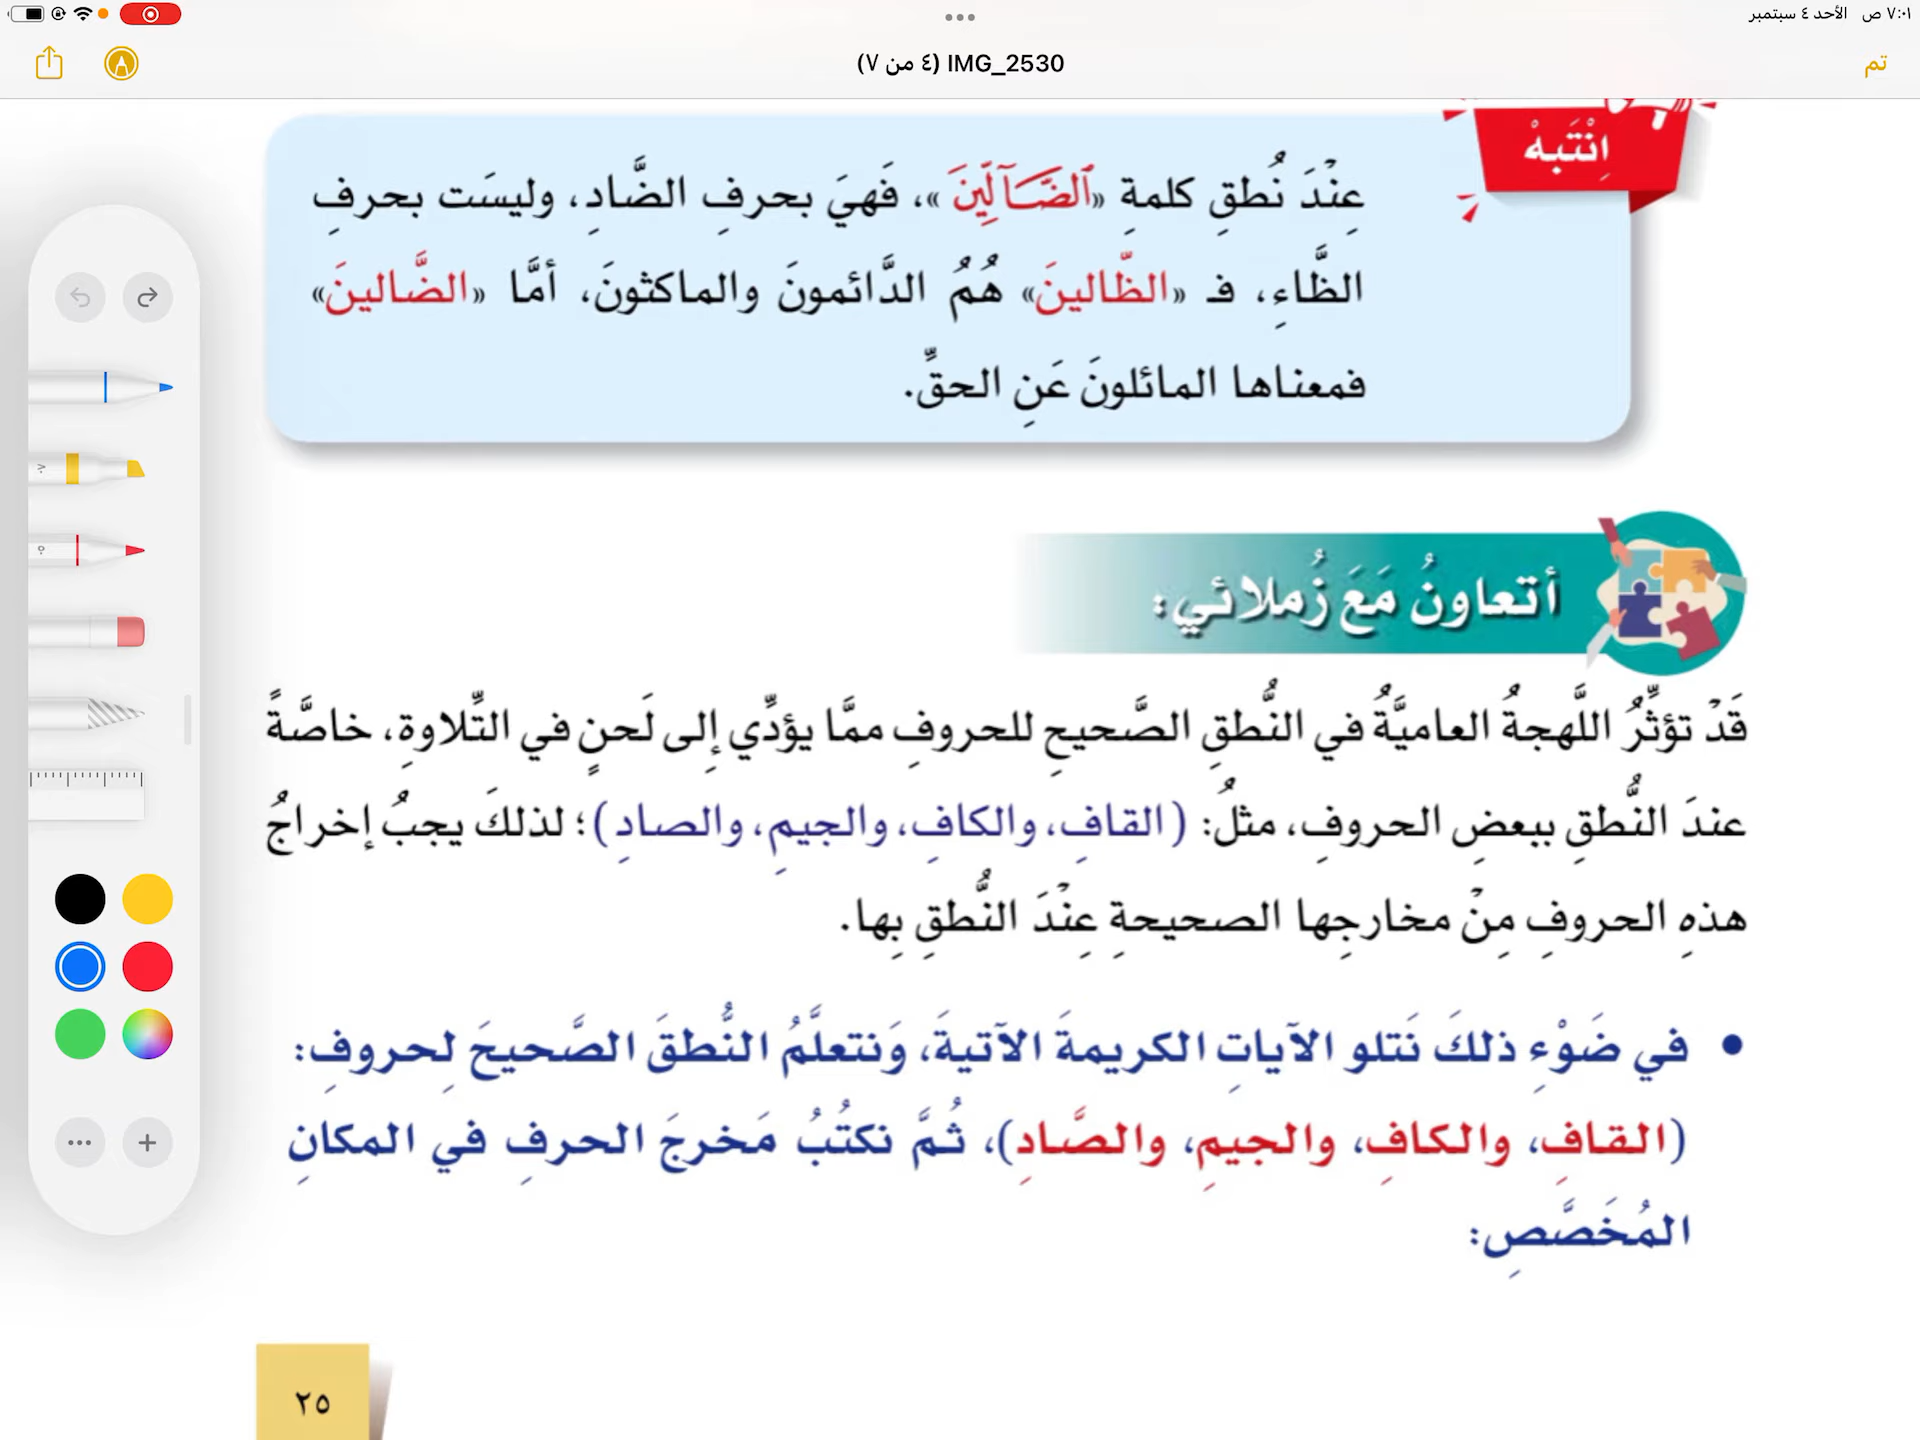 ٧:٠١ ص الأحد ٤ سبتمبر
تم
IMG_2530 (٤ من ٧)
اِنْتَبِهْ
عِنْدَ نُطقِ كلمةِ «ٱلضَّآلِّينَ»، فَهيَ بحرفِ الضَّادِ، وليسَت بحرفِ
الظَّاءِ، فـ «الظّالينَ» هُمُ الدَّائمونَ والماكثونَ، أمَّا «الضَّالينَ»
فمعناها المائلونَ عَنِ الحقِّ.
أتعاونُ مَعَ زُملائي:
قَدْ تؤثِّرُ اللَّهجةُ العاميَّةُ في النُّطقِ الصَّحيحِ للحروفِ ممَّا يؤدِّي إلى لَحنٍ في التِّلاوةِ، خاصَّةً
عندَ النُّطقِ ببعضِ الحروفِ، مثلُ: (القافِ، والكافِ، والجيمِ، والصادِ)؛ لذلكَ يجبُ إخراجُ
هذهِ الحروفِ مِنْ مخارجِها الصحيحةِ عِنْدَ النُّطقِ بِها.
• في ضَوْءِ ذلكَ نَتلو الآياتِ الكريمةَ الآتيةَ، وَنتعلَّمُ النُّطقَ الصَّحيحَ لِحروفِ:
(القافِ، والكافِ، والجيمِ، والصَّادِ)، ثُمَّ نكتُبُ مَخرجَ الحرفِ في المكانِ
المُخَصَّصِ:
٢٥